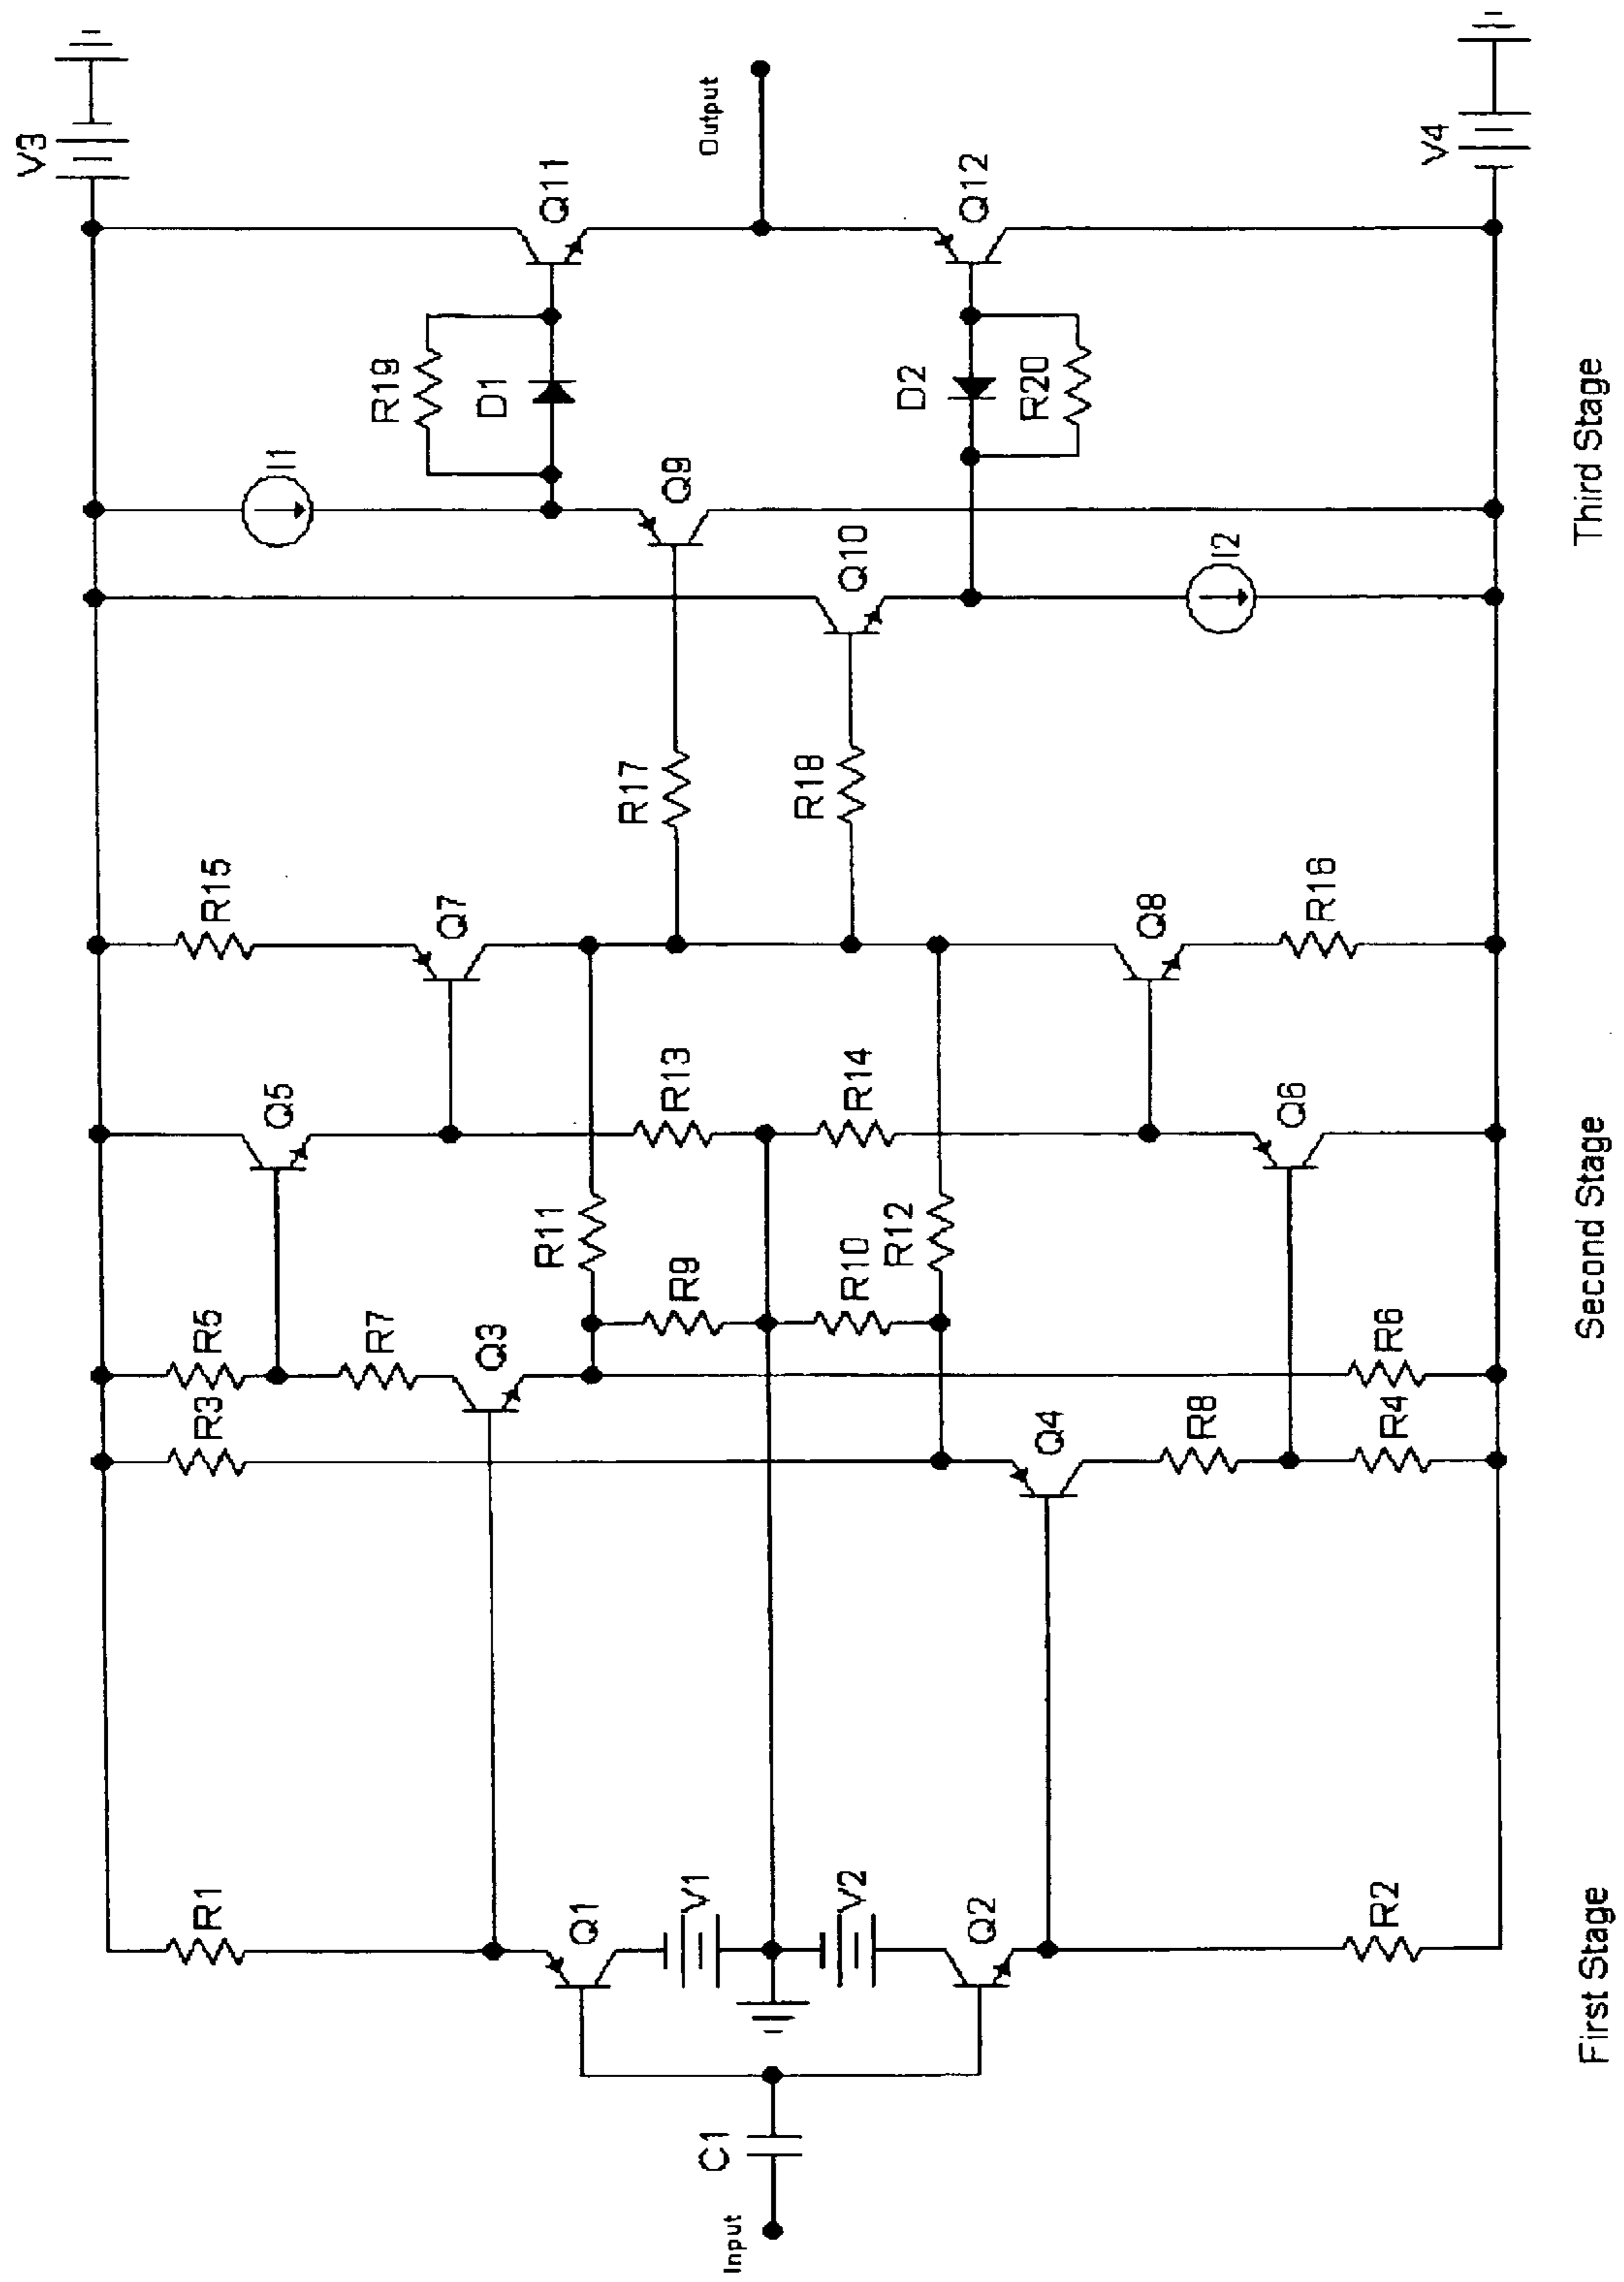 V3
R1
R3
R5
R15
I1
R19
Q5
R7
Q7
D1
Q11
Q3
Q1
R11
R17
Q9
V1
R9
R13
Input
C1
Output
R18
V2
R10
R14
Q10
R12
D2
Q2
Q12
Q4
R20
Q8
R8
Q6
I2
R2
R4
R6
R16
V4
First Stage
Second Stage
Third Stage